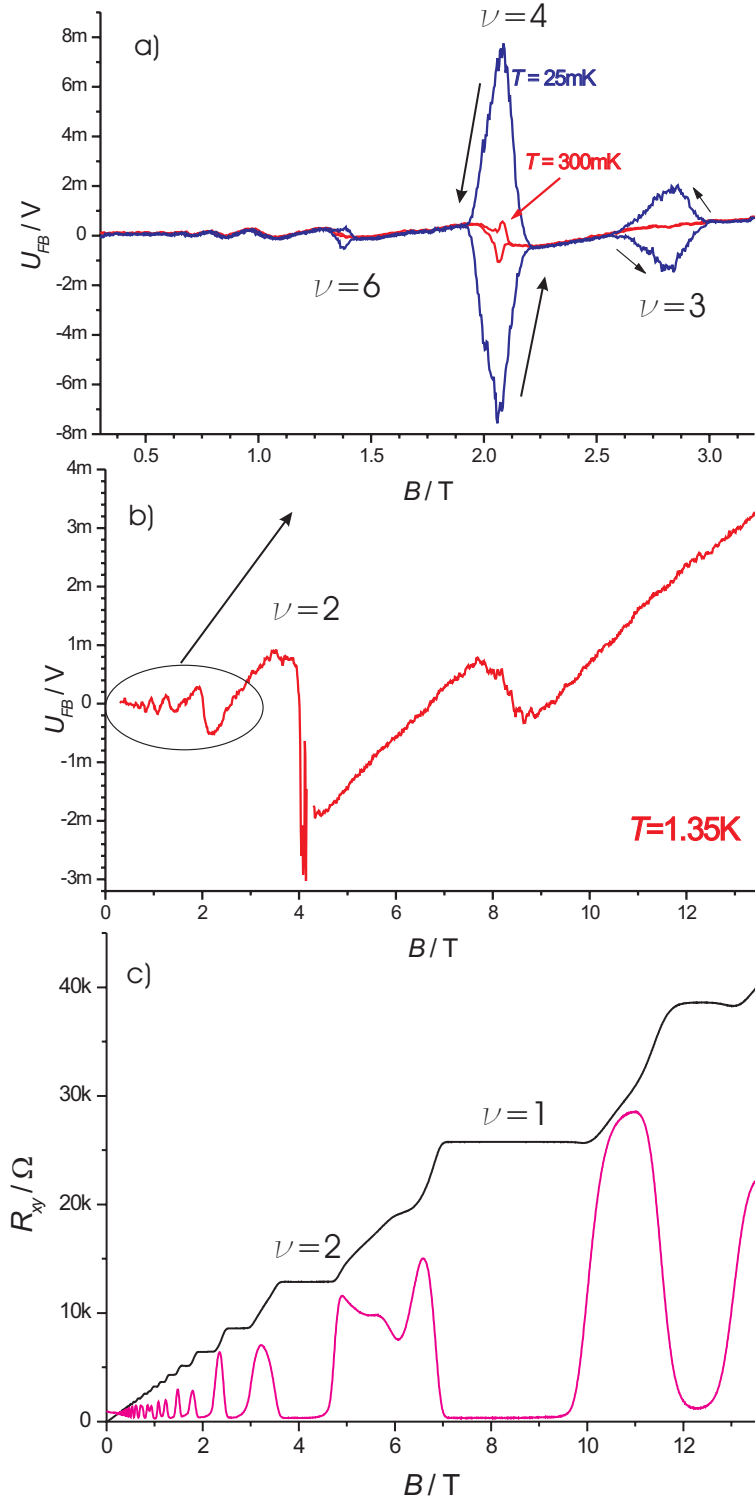 a)
ν=4
8m
6m
4m
2m
0
-2m
-4m
-6m
-8m
U_FB / V
T = 25mK
T = 300mK
ν=6
ν=3
0.5 1.0 1.5 2.0 2.5 3.0
B / T
b)
4m
3m
2m
1m
0
-1m
-2m
-3m
U_FB / V
ν=2
T=1.35K
0 2 4 6 8 10 12
B / T
c)
40k
30k
20k
10k
0
R_xy / Ω
ν=1
ν=2
0 2 4 6 8 10 12
B / T